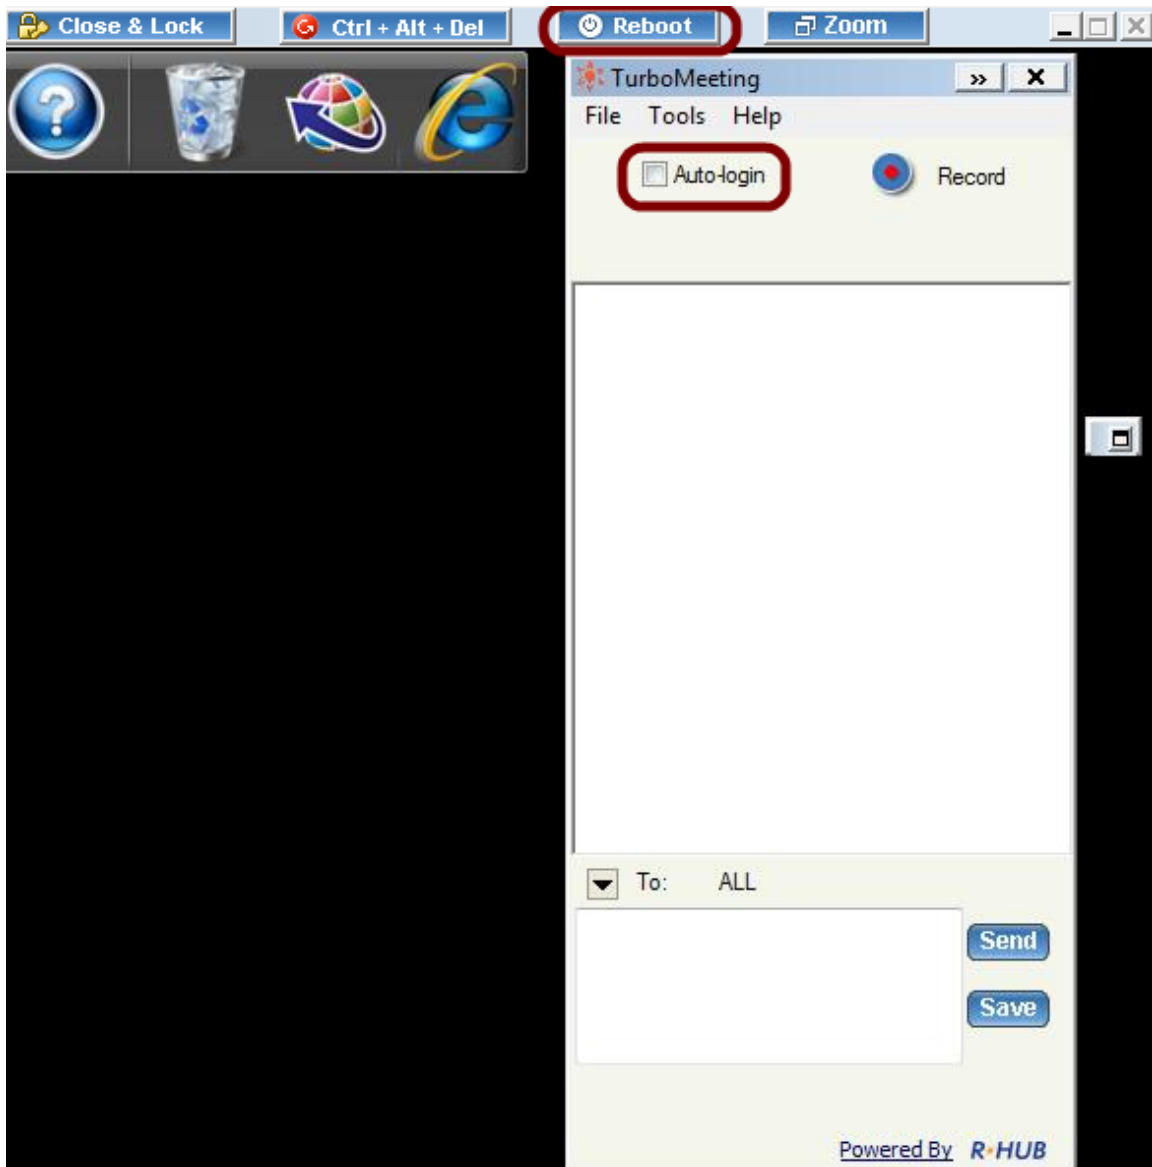 Close & Lock Ctrl + Alt + Del Reboot Zoom
TurboMeeting
File Tools Help
Auto-login Record
To: ALL
Send
Save
Powered By R·HUB